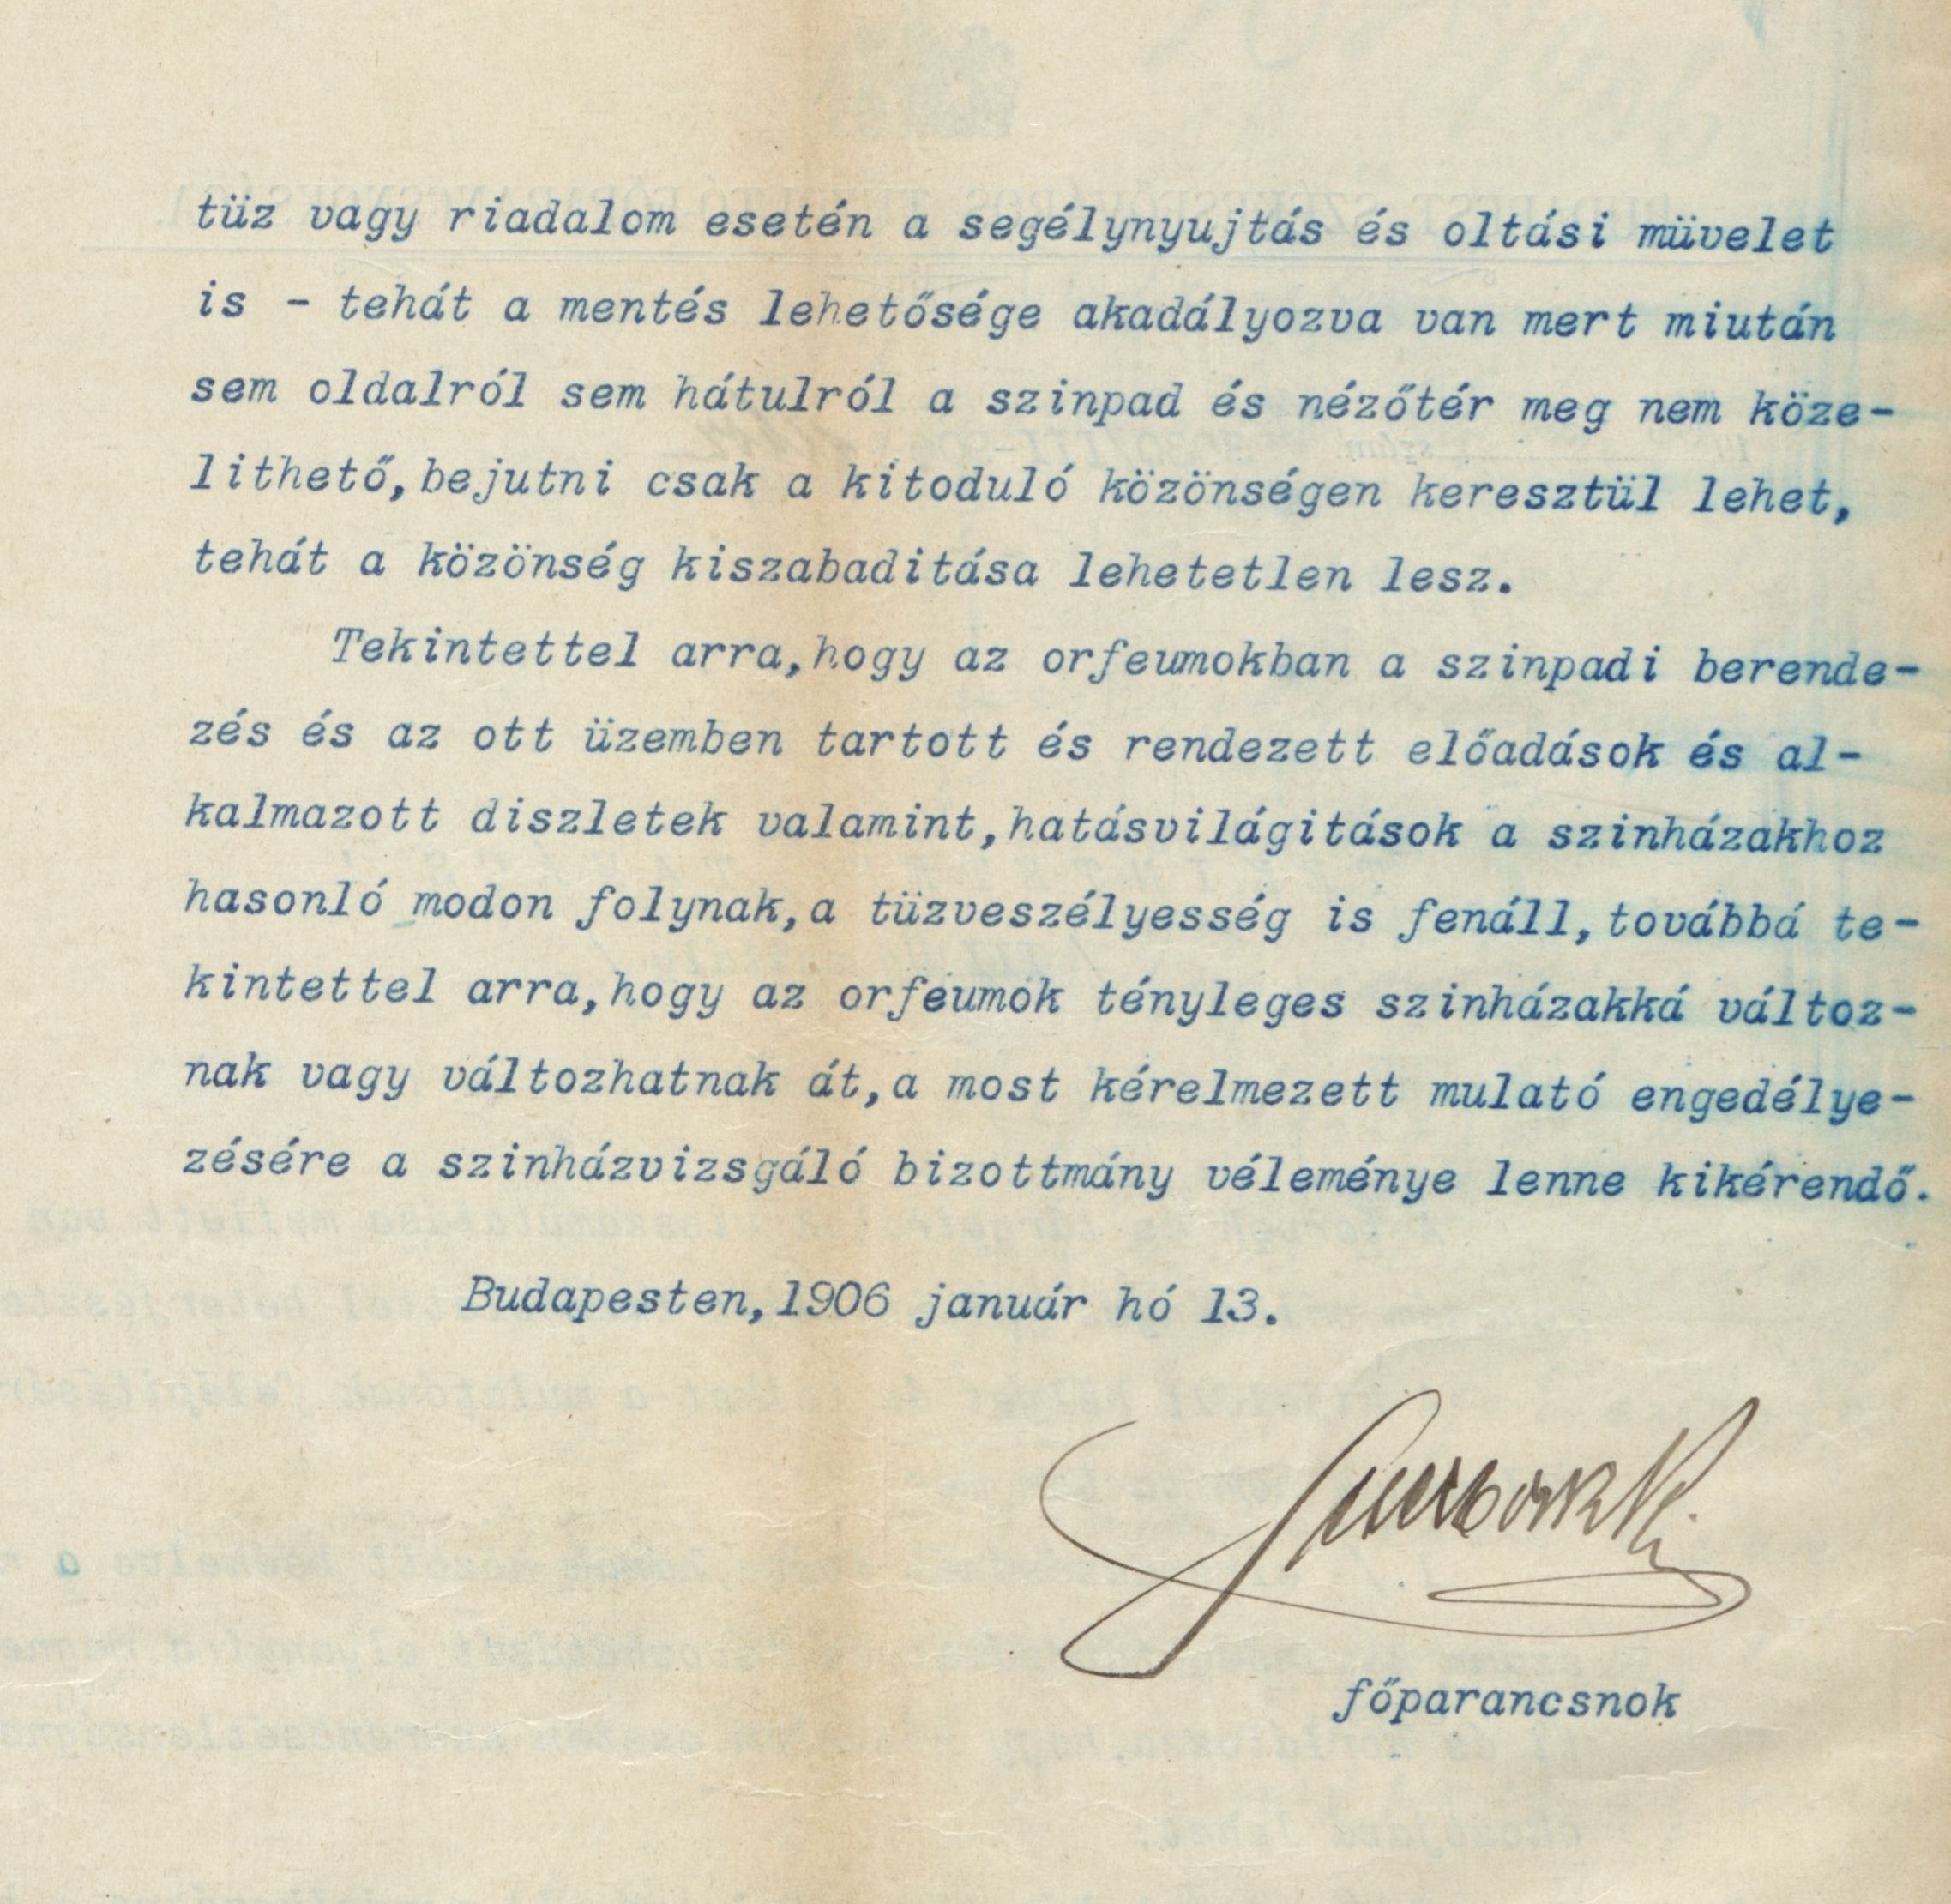 tüz vagy riadalom esetén a segélynyujtás és oltási müvelet
is - tehát a mentés lehetősége akadályozva van mert miután
sem oldalról sem hátulról a szinpad és nézőtér meg nem köze-
lithető,bejutni csak a kitoduló közönségen keresztül lehet,
tehát a közönség kiszabaditása lehetetlen lesz.
Tekintettel arra,hogy az orfeumokban a szinpadi berende-
zés és az ott üzemben tartott és rendezett előadások és al-
kalmazott diszletek valamint,hatásvilágitások a szinházakhoz
hasonló modon folynak,a tüzveszélyesség is fenáll,továbbá te-
kintettel arra,hogy az orfeumok tényleges szinházakká változ-
nak vagy változhatnak át,a most kérelmezett mulató engedélye-
zésére a szinházvizsgáló bizottmány véleménye lenne kikérendő.
Budapesten,1906 január hó 13.
főparancsnok